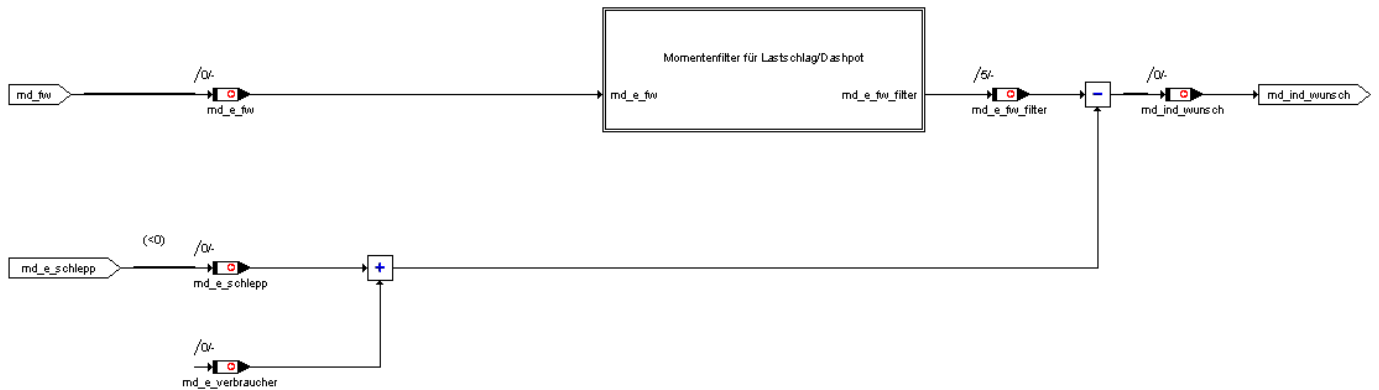 Momentenfilter für Lastschlag/Dashpot
/0/-
/5/-
/0/-
md_fw
md_e_fw
md_e_fw
md_e_fw_filter
md_e_fw_filter
md_ind_wunsch
md_ind_wunsch
(<0)
/0/-
md_e_schlepp
md_e_schlepp
+
-
/0/-
md_e_verbraucher